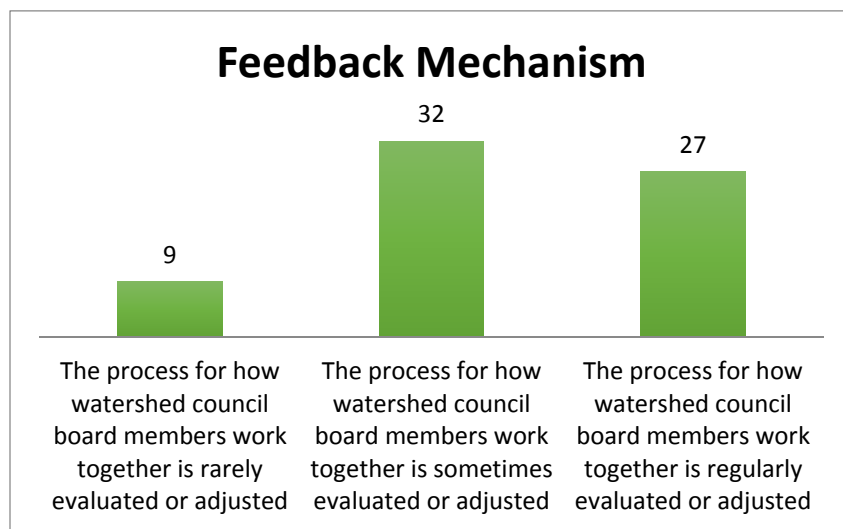 Feedback Mechanism
32
27
9
The process for how
watershed council
board members work
together is rarely
evaluated or adjusted
The process for how
watershed council
board members work
together is sometimes
evaluated or adjusted
The process for how
watershed council
board members work
together is regularly
evaluated or adjusted